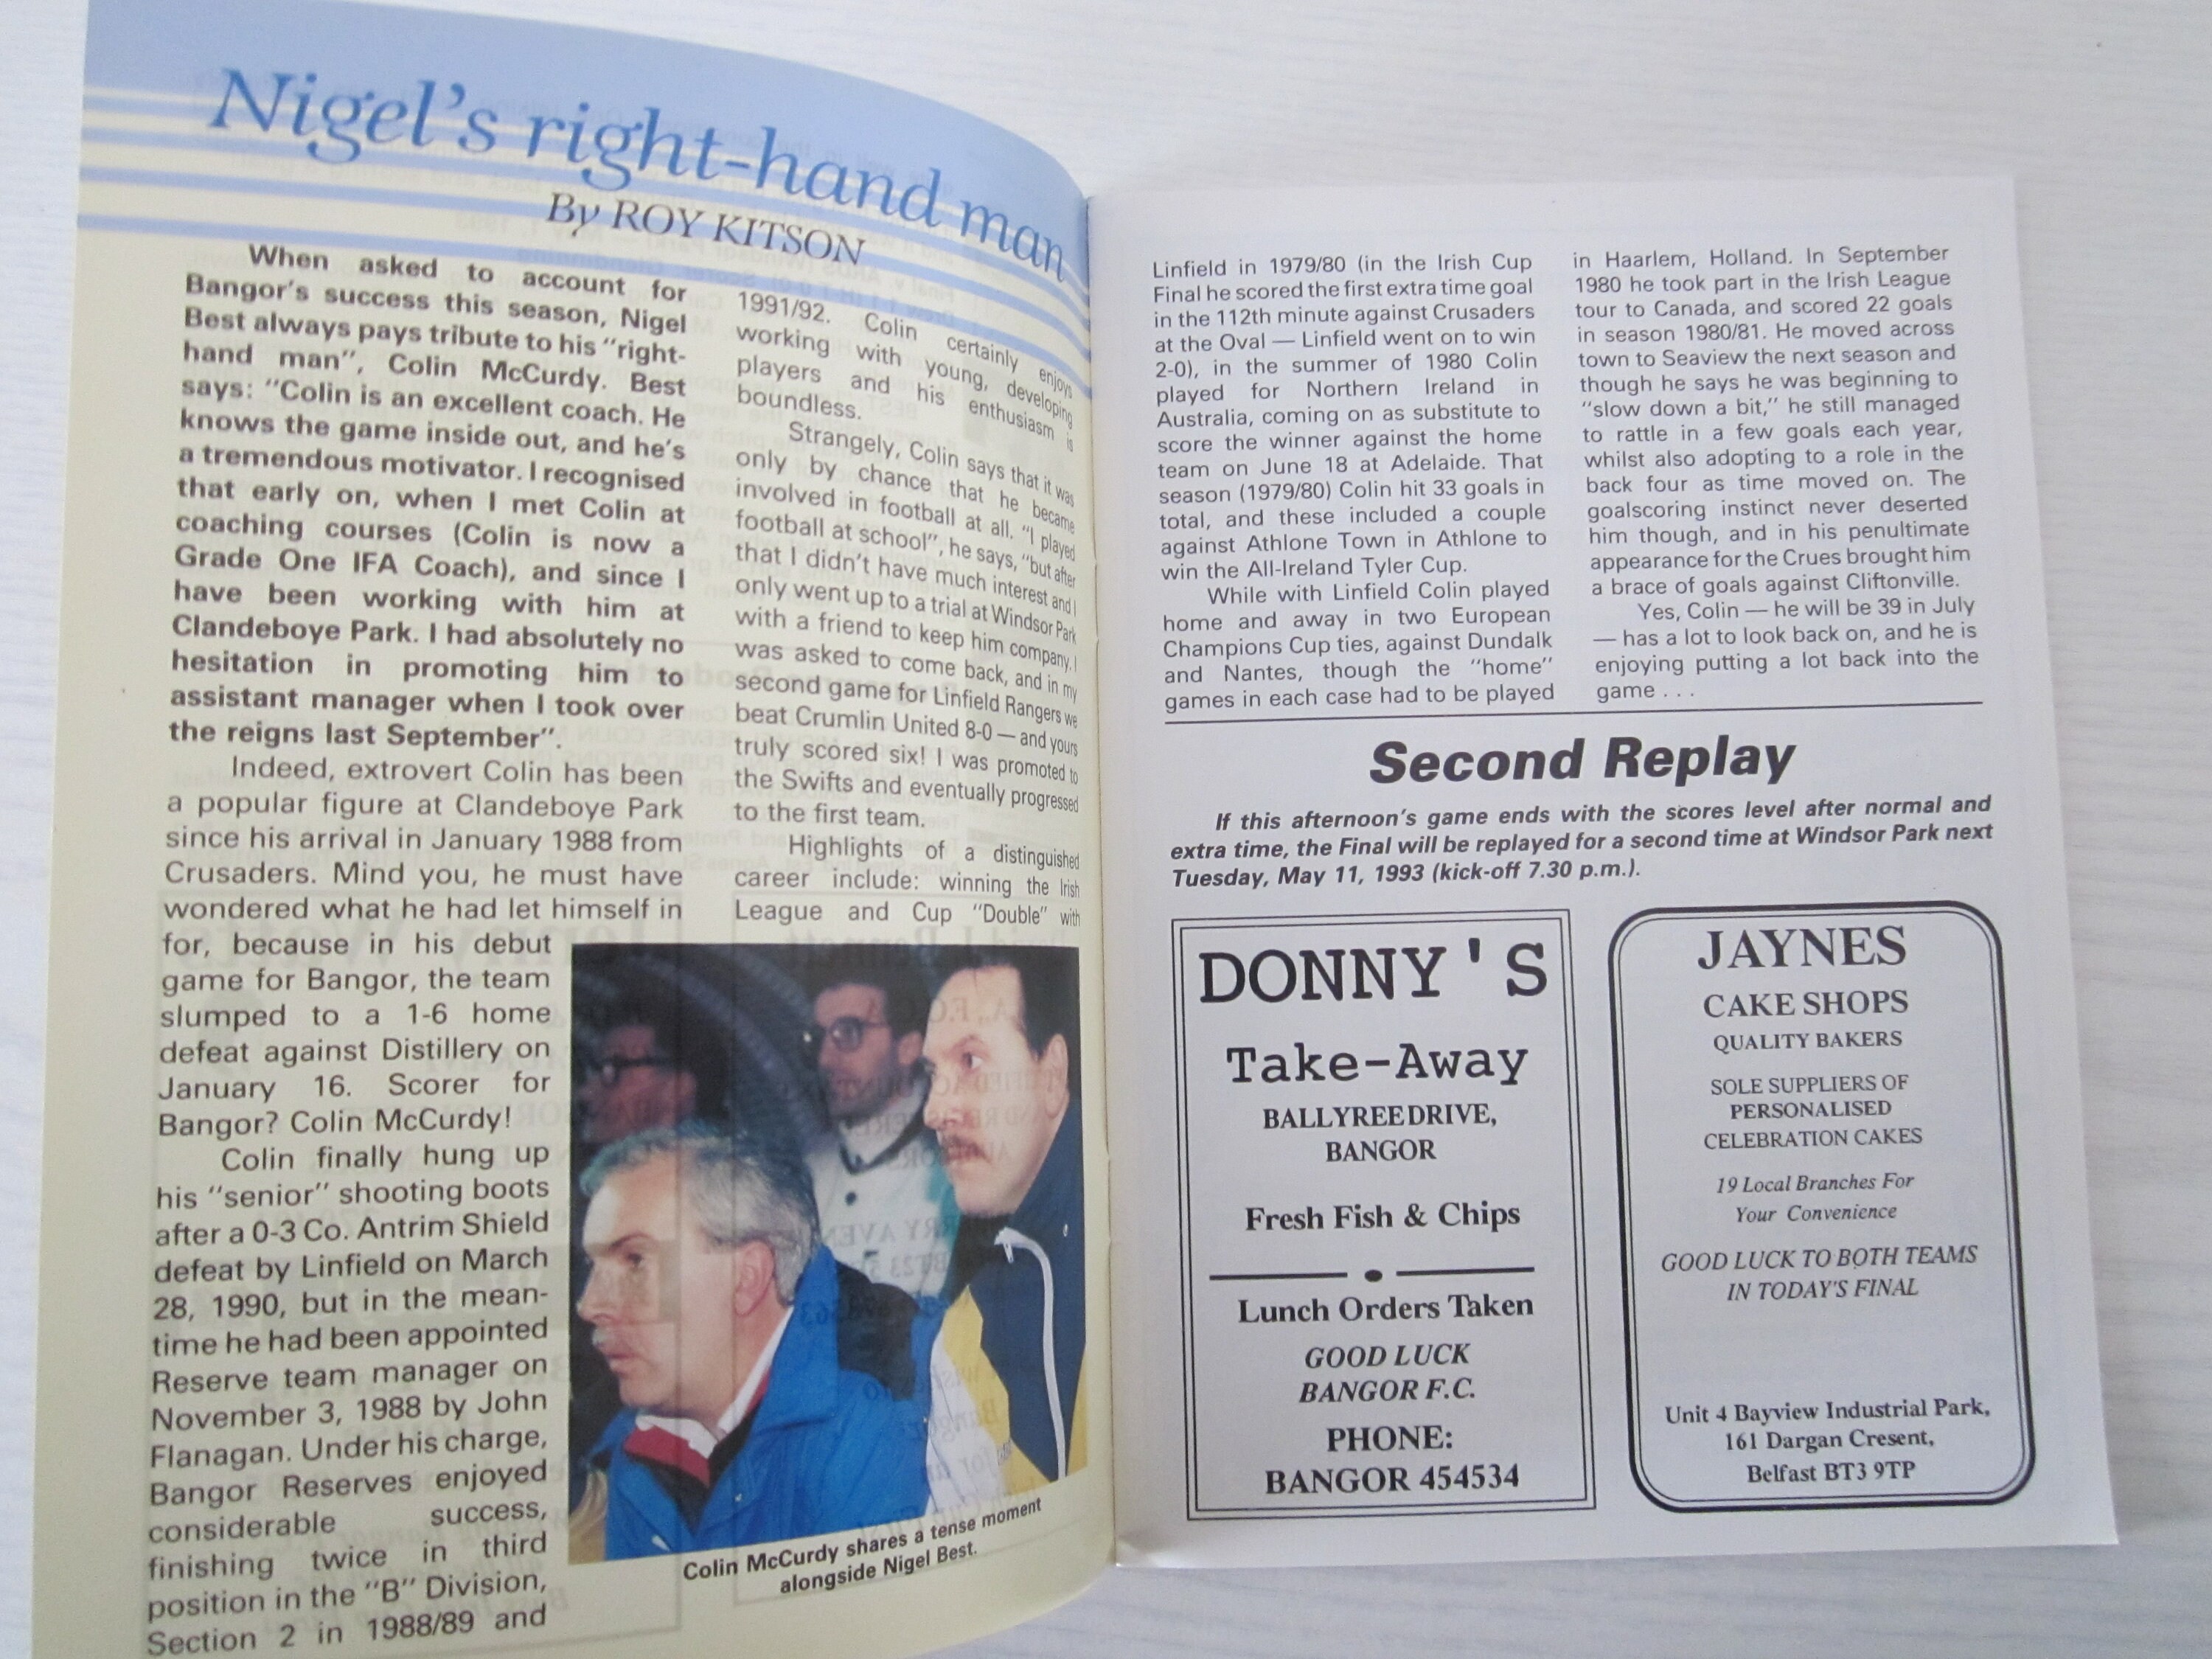 Nigel's right-hand man
By ROY KITSON
When asked to account for
Bangor's success this season, Nigel
Best always pays tribute to his "right-
hand man", Colin McCurdy. Best
says: "Colin is an excellent coach. He
knows the game inside out, and he's
a tremendous motivator. I recognised
that early on, when I met Colin at
coaching courses (Colin is now a
Grade One IFA Coach), and since I
have been working with him at
Clandeboye Park. I had absolutely no
hesitation in promoting him to
assistant manager when I took over
the reigns last September".
Indeed, extrovert Colin has been
a popular figure at Clandeboye Park
since his arrival in January 1988 from
Crusaders. Mind you, he must have
wondered what he had let himself in
for, because in his debut
game for Bangor, the team
slumped to a 1-6 home
defeat against Distillery on
January 16. Scorer for
Bangor? Colin McCurdy!
Colin finally hung up
his "senior" shooting boots
after a 0-3 Co. Antrim Shield
defeat by Linfield on March
28, 1990, but in the mean-
time he had been appointed
Reserve team manager on
November 3, 1988 by John
Flanagan. Under his charge,
Bangor Reserves enjoyed
considerable success,
finishing twice in third
position in the "B" Division,
Section 2 in 1988/89 and
1991/92. Colin certainly enjoys
working with young, developing
players and his enthusiasm is
boundless.
Strangely, Colin says that it was
only by chance that he became
involved in football at all. "I played
football at school", he says, "but after
that I didn't have much interest and I
only went up to a trial at Windsor Park
with a friend to keep him company. I
was asked to come back, and in my
second game for Linfield Rangers we
beat Crumlin United 8-0 — and yours
truly scored six! I was promoted to
the Swifts and eventually progressed
to the first team.
Highlights of a distinguished
career include: winning the Irish
League and Cup "Double" with
Colin McCurdy shares a tense moment
alongside Nigel Best.
Linfield in 1979/80 (in the Irish Cup
Final he scored the first extra time goal
in the 112th minute against Crusaders
at the Oval — Linfield went on to win
2-0), in the summer of 1980 Colin
played for Northern Ireland in
Australia, coming on as substitute to
score the winner against the home
team on June 18 at Adelaide. That
season (1979/80) Colin hit 33 goals in
total, and these included a couple
against Athlone Town in Athlone to
win the All-Ireland Tyler Cup.
While with Linfield Colin played
home and away in two European
Champions Cup ties, against Dundalk
and Nantes, though the "home"
games in each case had to be played
in Haarlem, Holland. In September
1980 he took part in the Irish League
tour to Canada, and scored 22 goals
in season 1980/81. He moved across
town to Seaview the next season and
though he says he was beginning to
"slow down a bit," he still managed
to rattle in a few goals each year,
whilst also adopting to a role in the
back four as time moved on. The
goalscoring instinct never deserted
him though, and in his penultimate
appearance for the Crues brought him
a brace of goals against Cliftonville.
Yes, Colin — he will be 39 in July
— has a lot to look back on, and he is
enjoying putting a lot back into the
game . . .
Second Replay
If this afternoon's game ends with the scores level after normal and
extra time, the Final will be replayed for a second time at Windsor Park next
Tuesday, May 11, 1993 (kick-off 7.30 p.m.).
DONNY'S
Take-Away
BALLYREE DRIVE,
BANGOR
Fresh Fish & Chips
Lunch Orders Taken
GOOD LUCK
BANGOR F.C.
PHONE:
BANGOR 454534
JAYNES
CAKE SHOPS
QUALITY BAKERS
SOLE SUPPLIERS OF
PERSONALISED
CELEBRATION CAKES
19 Local Branches For
Your Convenience
GOOD LUCK TO BOTH TEAMS
IN TODAY'S FINAL
Unit 4 Bayview Industrial Park,
161 Dargan Cresent,
Belfast BT3 9TP